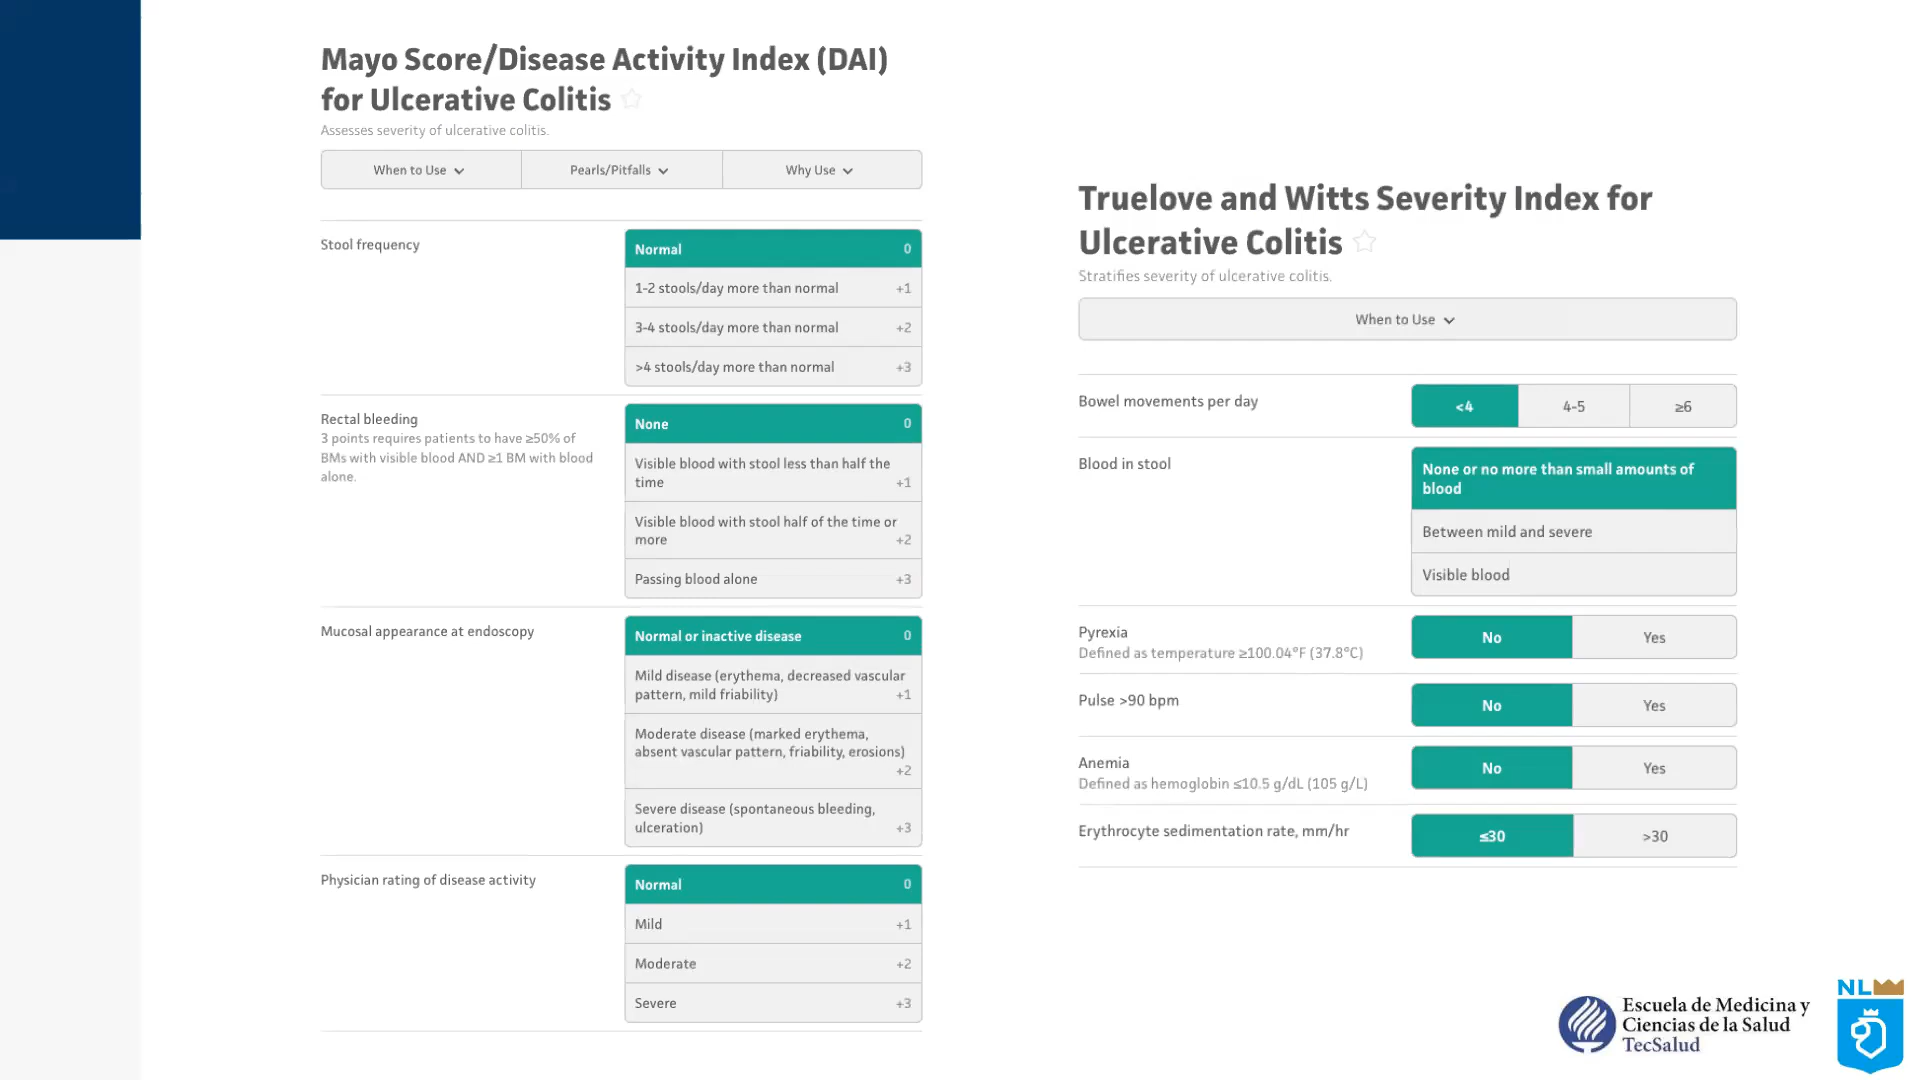 Mayo Score/Disease Activity Index (DAI)
for Ulcerative Colitis
Assesses severity of ulcerative colitis.
When to Use
Pearls/Pitfalls
Why Use
Stool frequency
Normal 0
1-2 stools/day more than normal +1
3-4 stools/day more than normal +2
>4 stools/day more than normal +3
Rectal bleeding
3 points requires patients to have ≥50% of
BMs with visible blood AND ≥1 BM with blood
alone.
None 0
Visible blood with stool less than half the
time +1
Visible blood with stool half of the time or
more +2
Passing blood alone +3
Mucosal appearance at endoscopy
Normal or inactive disease 0
Mild disease (erythema, decreased vascular
pattern, mild friability) +1
Moderate disease (marked erythema,
absent vascular pattern, friability, erosions)
+2
Severe disease (spontaneous bleeding,
ulceration) +3
Physician rating of disease activity
Normal 0
Mild +1
Moderate +2
Severe +3
Truelove and Witts Severity Index for
Ulcerative Colitis
Stratifies severity of ulcerative colitis.
When to Use
Bowel movements per day
<4 4-5 ≥6
Blood in stool
None or no more than small amounts of
blood
Between mild and severe
Visible blood
Pyrexia
Defined as temperature ≥100.04°F (37.8°C)
No Yes
Pulse >90 bpm
No Yes
Anemia
Defined as hemoglobin ≤10.5 g/dL (105 g/L)
No Yes
Erythrocyte sedimentation rate, mm/hr
≤30 >30
Escuela de Medicina y
Ciencias de la Salud
TecSalud
NL